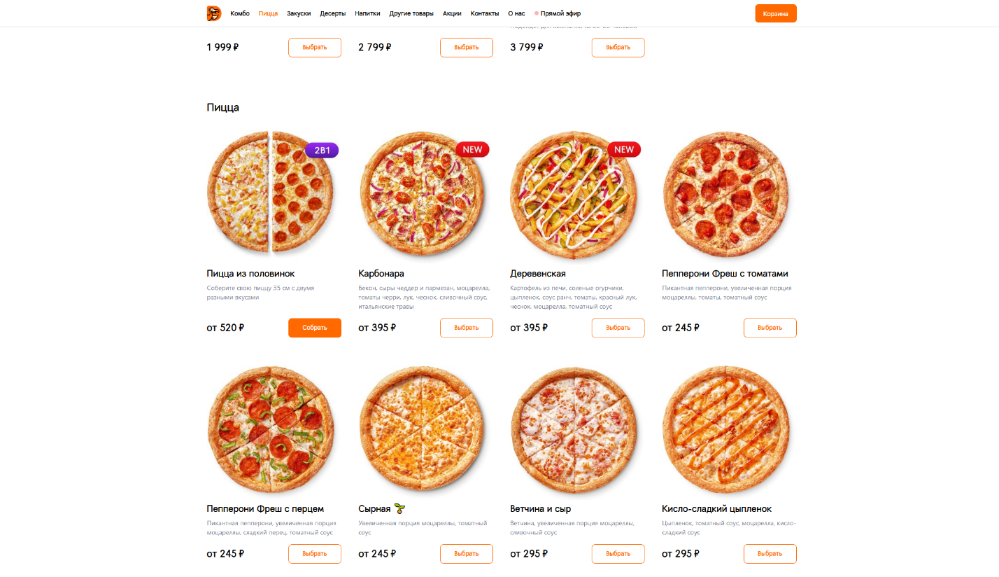 Комбо Пицца Закуски Десерты Напитки Другие товары Акции Контакты О нас Прямой эфир Корзина
1 999 ₽ Выбрать 2 799 ₽ Выбрать 3 799 ₽ Выбрать
Пицца
2В1
NEW
NEW
Пицца из половинок
Соберите свою пиццу 35 см с двумя
разными вкусами
от 520 ₽ Собрать
Карбонара
Бекон, сыры чеддер и пармезан, моцарелла,
томаты черри, лук, чеснок, сливочный соус,
итальянские травы
от 395 ₽ Выбрать
Деревенская
Картофель из печи, соленые огурчики,
цыпленок, соус ранч, томаты, красный лук,
чеснок, моцарелла, томатный соус
от 395 ₽ Выбрать
Пепперони Фреш с томатами
Пикантная пепперони, увеличенная порция
моцареллы, томаты, томатный соус
от 245 ₽ Выбрать
Пепперони Фреш с перцем
Пикантная пепперони, увеличенная порция
моцареллы, сладкий перец, томатный соус
от 245 ₽ Выбрать
Сырная
Увеличенная порция моцареллы, томатный
соус
от 245 ₽ Выбрать
Ветчина и сыр
Ветчина, увеличенная порция моцареллы,
сливочный соус
от 295 ₽ Выбрать
Кисло-сладкий цыпленок
Цыпленок, томатный соус, моцарелла, кисло-
сладкий соус
от 295 ₽ Выбрать